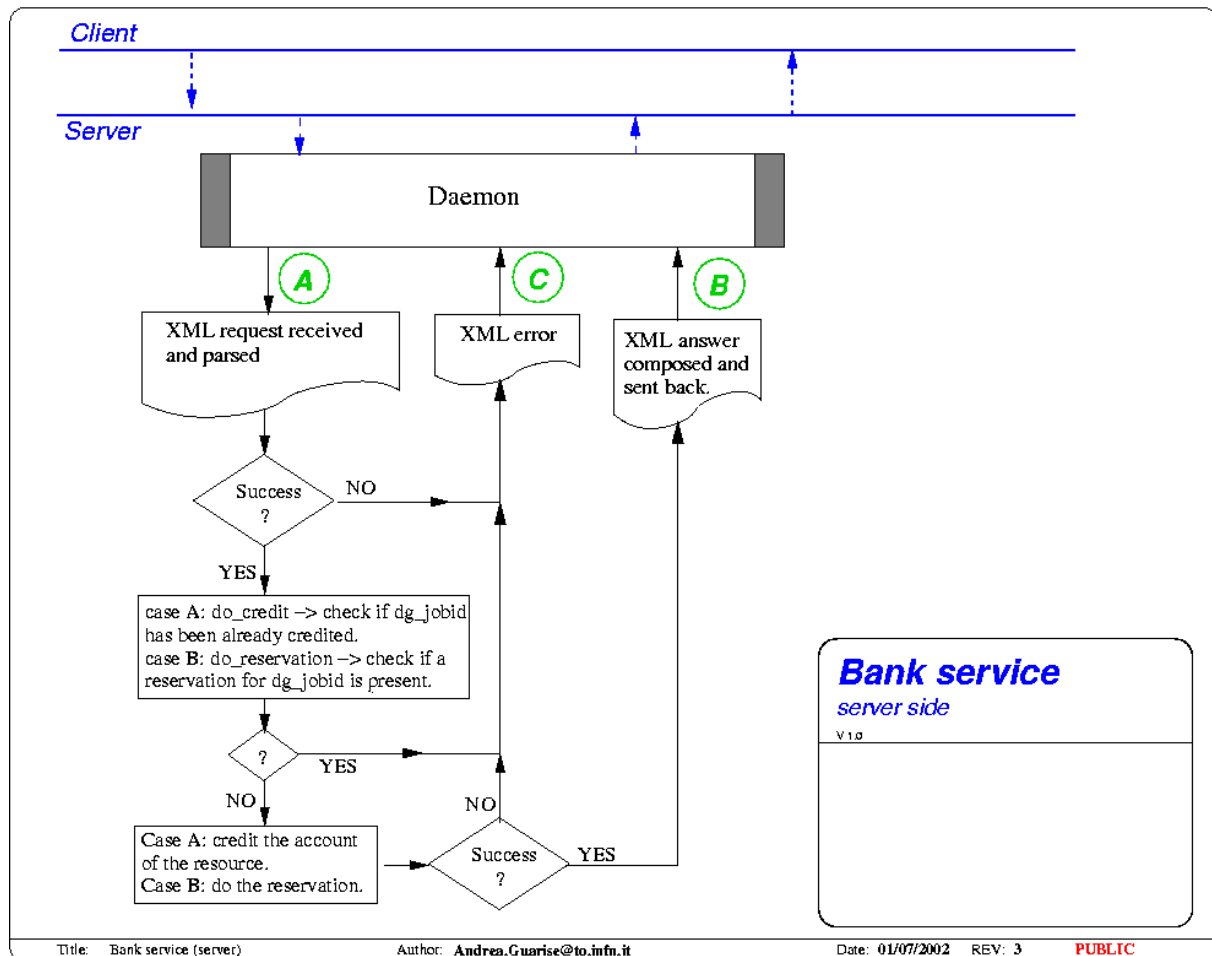 Client
Server
Daemon
A
C
B
XML request received
and parsed
XML error
XML answer
composed and
sent back.
Success
?
NO
YES
case A: do_credit –> check if dg_jobid
has been already credited.
case B: do_reservation –> check if a
reservation for dg_jobid is present.
?
YES
NO
Case A: credit the account
of the resource.
Case B: do the reservation.
NO
Success
?
YES
Bank service
server side
V 1.0
Title: Bank service (server)
Author: Andrea.Guarise@to.infn.it
Date: 01/07/2002 REV: 3 PUBLIC